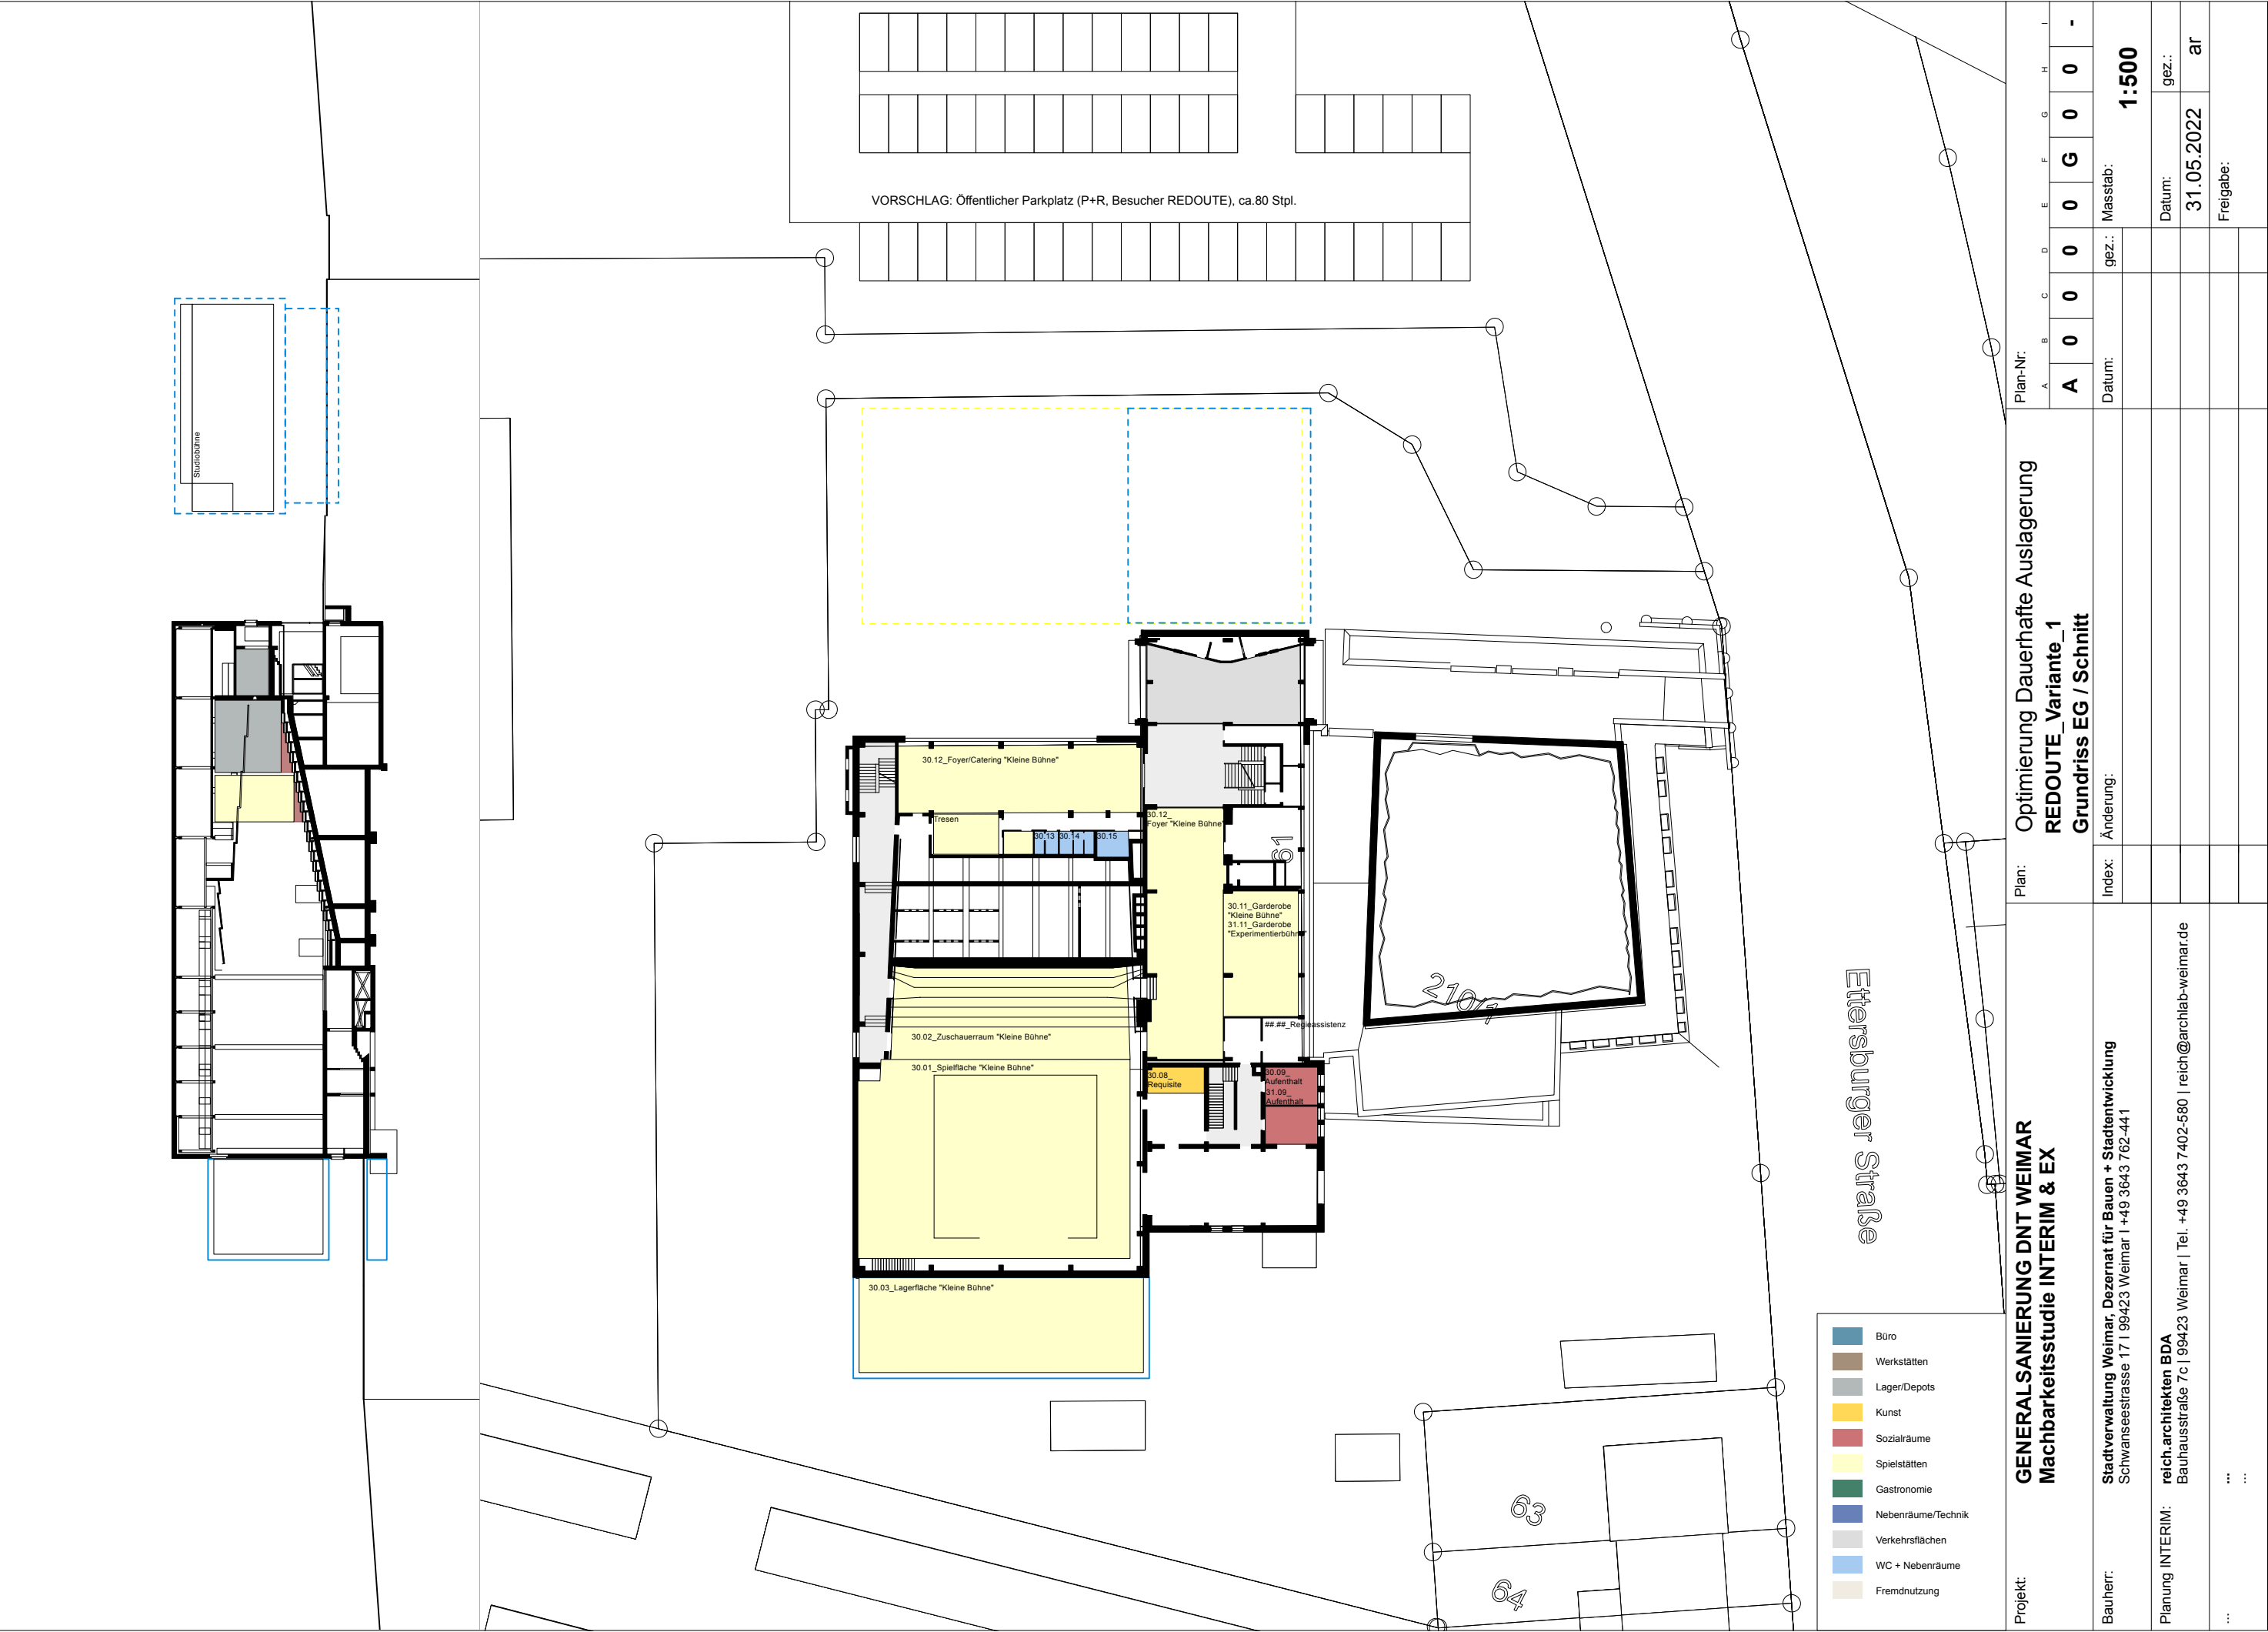 VORSCHLAG: Öffentlicher Parkplatz (P+R, Besucher REDOUTE), ca.80 Stpl.
Studiobühne
30.12_Foyer/Catering "Kleine Bühne"
Tresen
30.13
30.14
30.15
30.12_
Foyer "Kleine Bühne"
61
30.11_Garderobe
"Kleine Bühne"
31.11_Garderobe
"Experimentierbühne"
210/1
##.##_Regieassistenz
30.02_Zuschauerraum "Kleine Bühne"
30.01_Spielfläche "Kleine Bühne"
30.08_
Requisite
30.09_
Aufenthalt
31.09_
Aufenthalt
30.03_Lagerfläche "Kleine Bühne"
Ettersburger Straße
63
64
Büro
Werkstätten
Lager/Depots
Kunst
Sozialräume
Spielstätten
Gastronomie
Nebenräume/Technik
Verkehrsflächen
WC + Nebenräume
Fremdnutzung
Projekt:
GENERALSANIERUNG DNT WEIMAR
Machbarkeitsstudie INTERIM & EX
Plan:
Optimierung Dauerhafte Auslagerung
REDOUTE_Variante_1
Grundriss EG / Schnitt
Plan-Nr:
A B C D E F G H I
A 0 0 0 0 G 0 0 -
Bauherr:
Stadtverwaltung Weimar, Dezernat für Bauen + Stadtentwicklung
Schwanseestrasse 17 I 99423 Weimar I +49 3643 762-441
Index:
Änderung:
Datum:
gez.:
Masstab:
1:500
Planung INTERIM:
reich.architekten BDA
Bauhausstraße 7c | 99423 Weimar | Tel. +49 3643 7402-580 | reich@archlab-weimar.de
Datum:
gez.:
31.05.2022
ar
Freigabe:
...
...
...